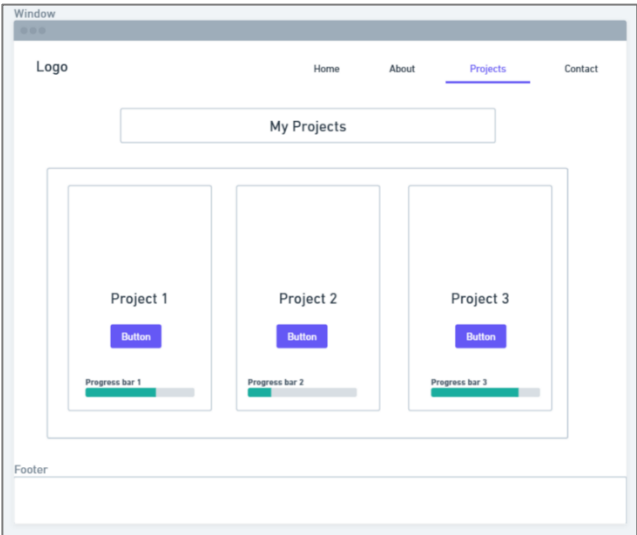 Window
Logo
Home About Projects Contact
My Projects
Project 1 Project 2 Project 3
Button Button Button
Progress bar 1 Progress bar 2 Progress bar 3
Footer